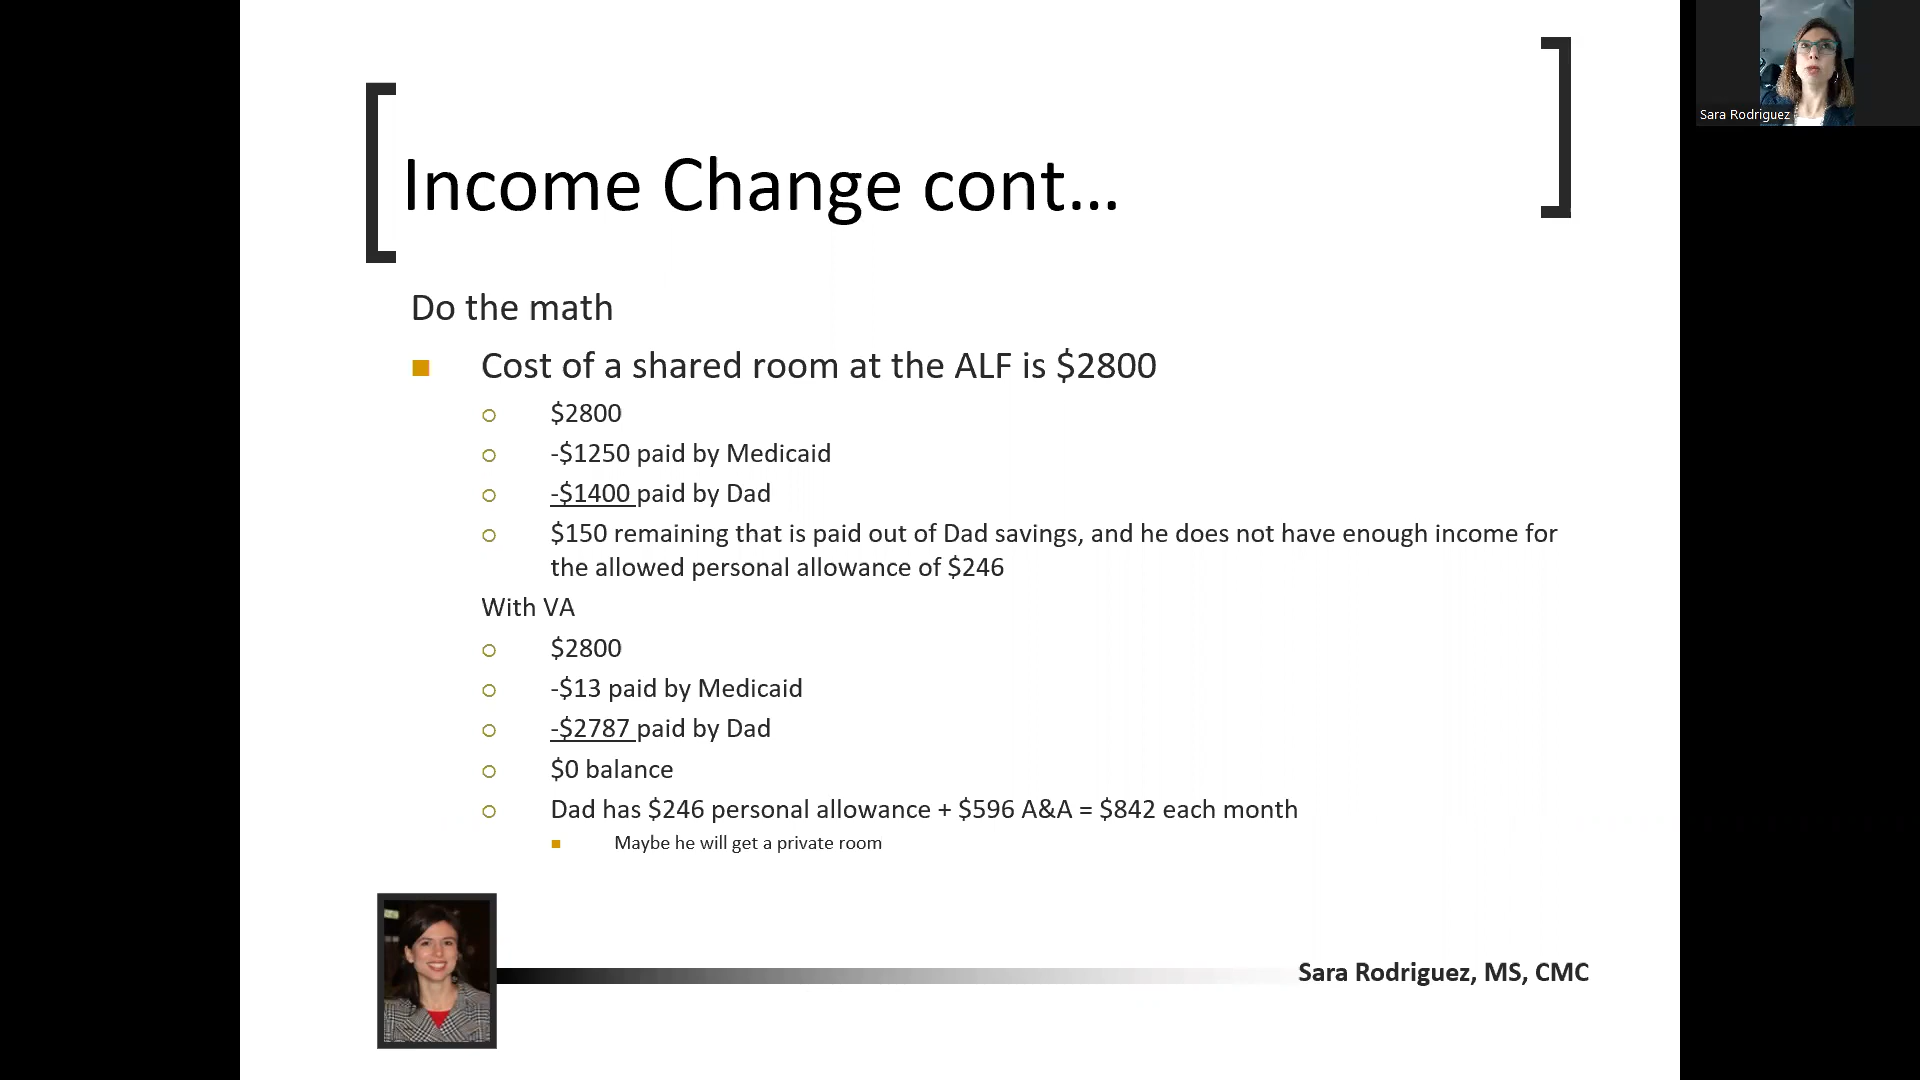 Sara Rodriguez
Income Change cont...
Do the math
Cost of a shared room at the ALF is $2800
$2800
-$1250 paid by Medicaid
-$1400 paid by Dad
$150 remaining that is paid out of Dad savings, and he does not have enough income for
the allowed personal allowance of $246
With VA
$2800
-$13 paid by Medicaid
-$2787 paid by Dad
$0 balance
Dad has $246 personal allowance + $596 A&A = $842 each month
Maybe he will get a private room
Sara Rodriguez, MS, CMC